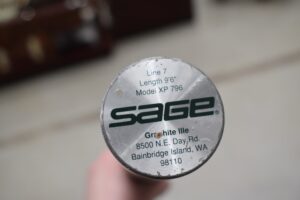 Line 7
Length 9'6"
Model XP 796
SAGE
Graphite IIIe
8500 N.E. Day Rd.
Bainbridge Island, WA
98110